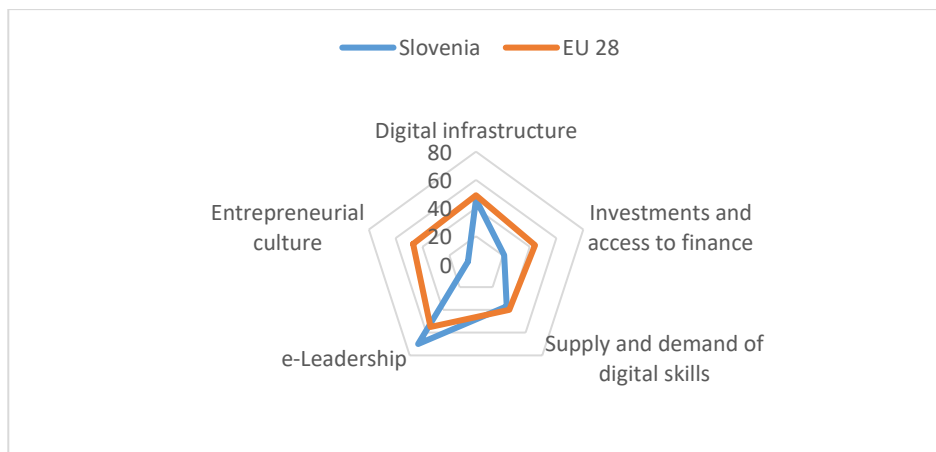 Slovenia
EU 28
Digital infrastructure
80
60
40
20
0
Investments and
access to finance
Supply and demand of
digital skills
e-Leadership
Entrepreneurial
culture